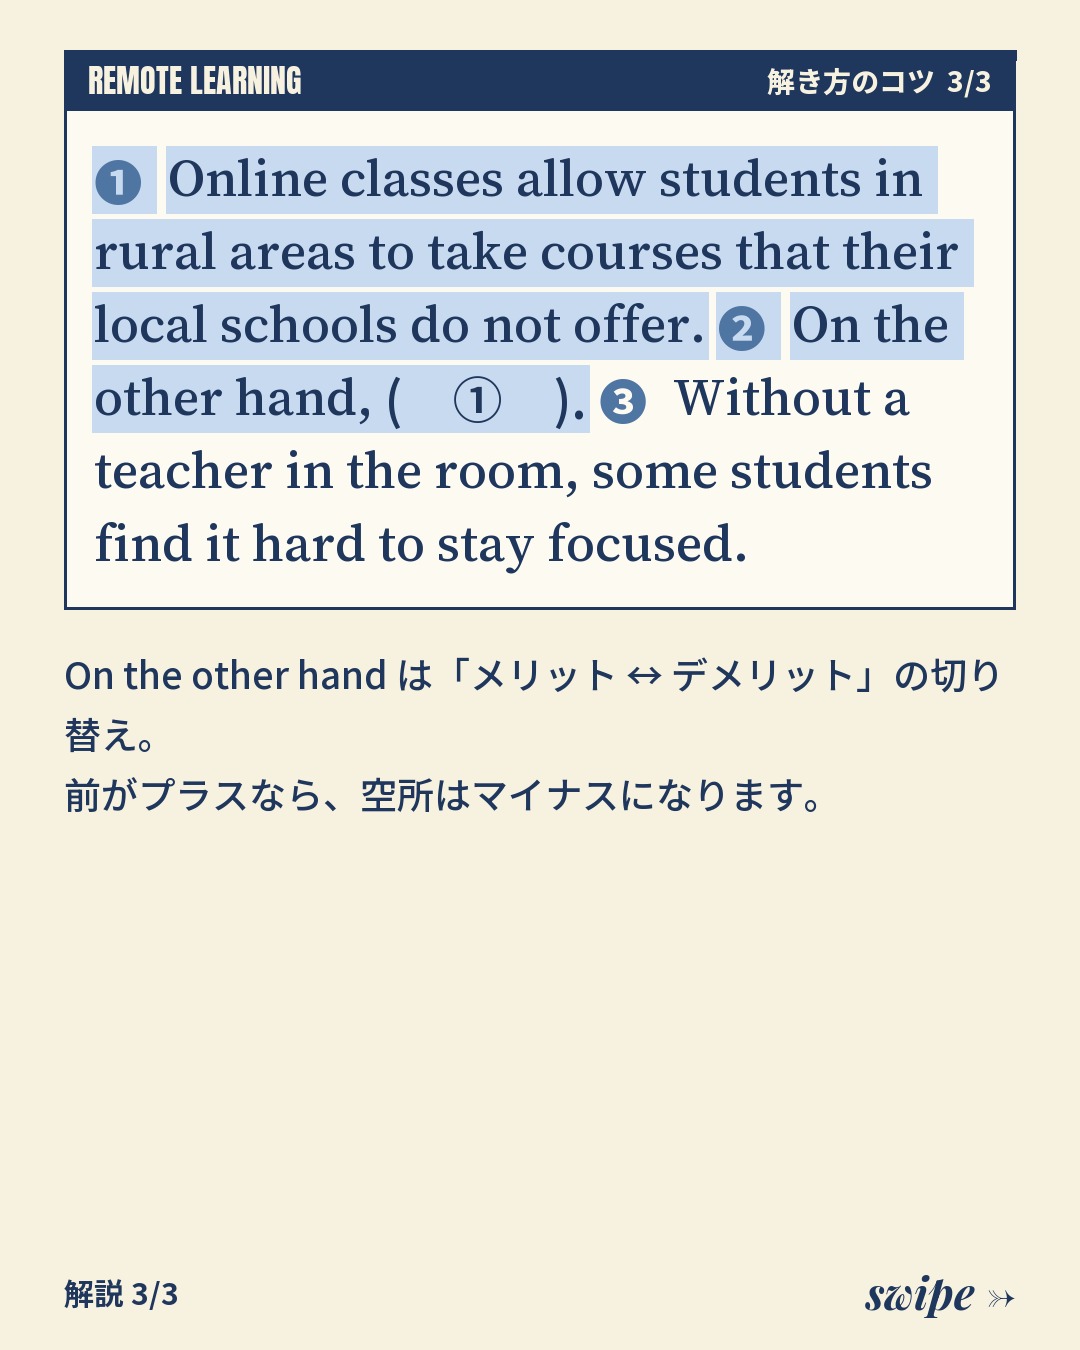 REMOTE LEARNING
解き方のコツ 3/3
❶ Online classes allow students in
rural areas to take courses that their
local schools do not offer. ❷ On the
other hand, (　①　). ❸ Without a
teacher in the room, some students
find it hard to stay focused.
On the other hand は「メリット ↔ デメリット」の切り
替え。
前がプラスなら、空所はマイナスになります。
解説 3/3
swipe